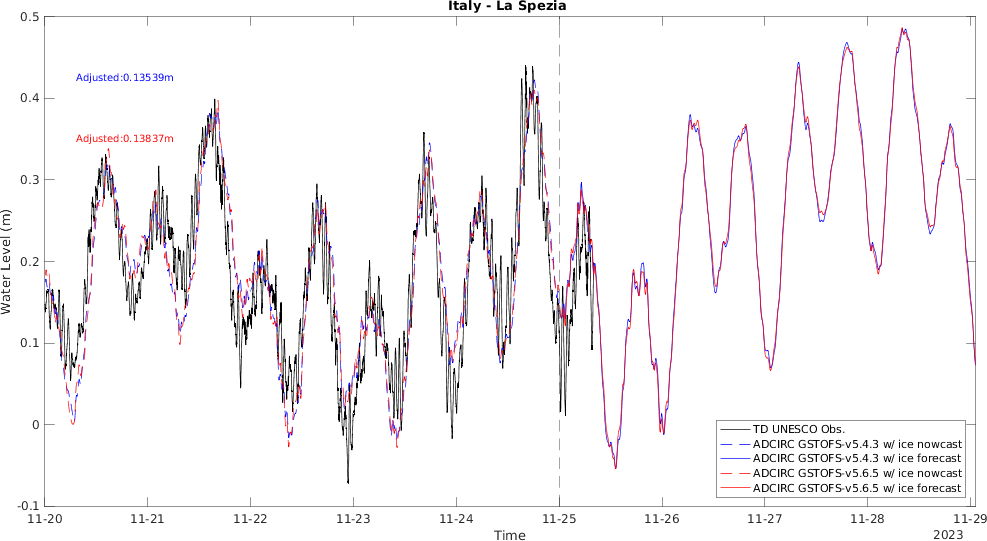 Italy - La Spezia
0.5
Adjusted:0.13539m
0.4
Adjusted:0.13837m
0.3
0.2
0.1
0
-0.1
Water Level (m)
TD UNESCO Obs.
ADCIRC GSTOFS-v5.4.3 w/ ice nowcast
ADCIRC GSTOFS-v5.4.3 w/ ice forecast
ADCIRC GSTOFS-v5.6.5 w/ ice nowcast
ADCIRC GSTOFS-v5.6.5 w/ ice forecast
11-20 11-21 11-22 11-23 11-24 11-25 11-26 11-27 11-28 11-29
Time
2023